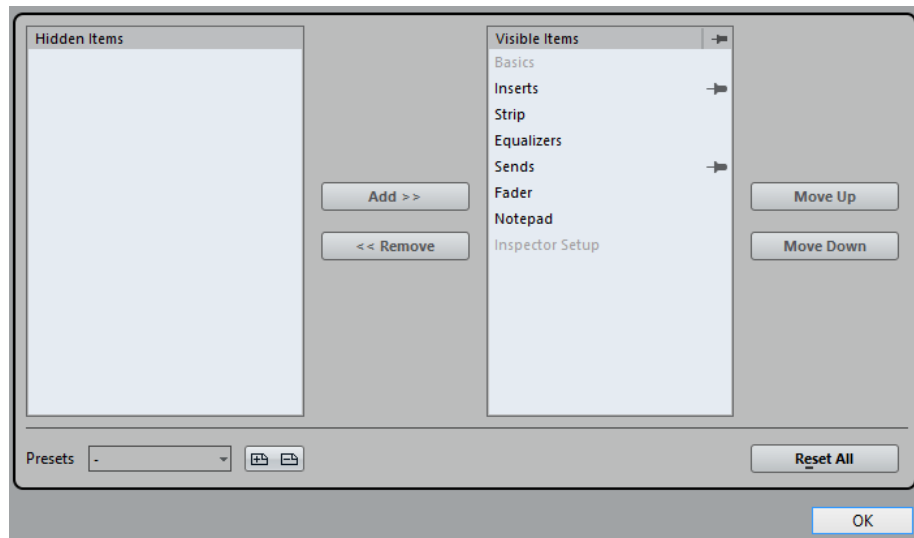 Hidden Items
Visible Items
Basics
Inserts
Strip
Equalizers
Sends
Add >>
Fader
Move Up
Notepad
<< Remove
Inspector Setup
Move Down
Presets
-
Reset All
OK